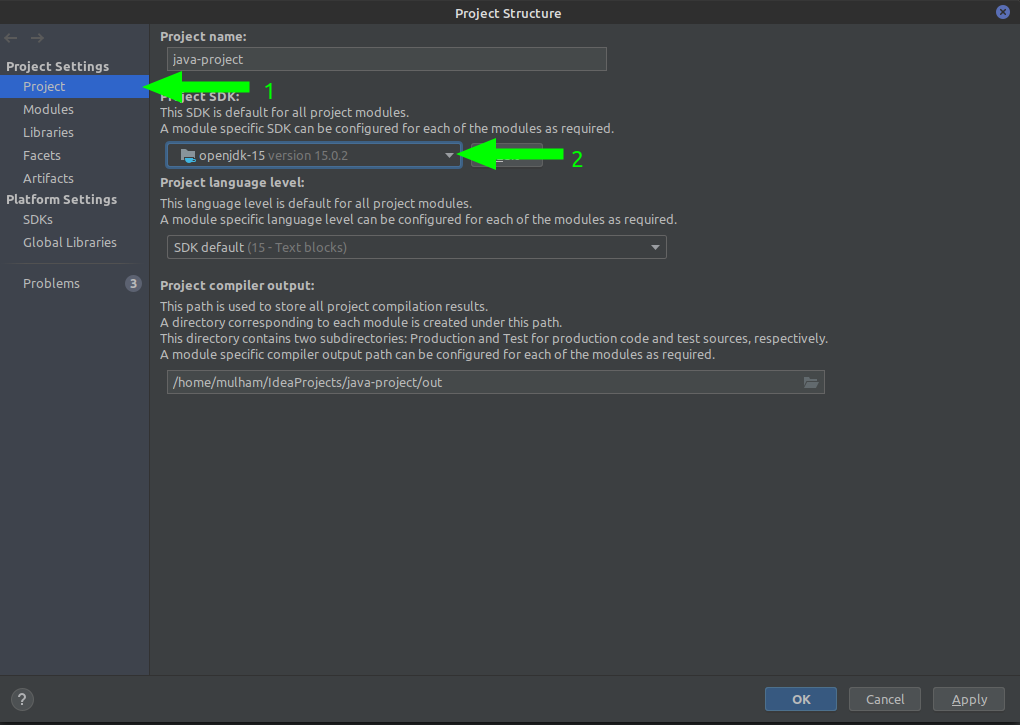 Project Structure
Project Settings
Project
Modules
Libraries
Facets
Artifacts
Platform Settings
SDKs
Global Libraries
Problems 3
Project name:
java-project
1
Project SDK:
This SDK is default for all project modules.
A module specific SDK can be configured for each of the modules as required.
openjdk-15 version 15.0.2
2
Project language level:
This language level is default for all project modules.
A module specific language level can be configured for each of the modules as required.
SDK default (15 - Text blocks)
Project compiler output:
This path is used to store all project compilation results.
A directory corresponding to each module is created under this path.
This directory contains two subdirectories: Production and Test for production code and test sources, respectively.
A module specific compiler output path can be configured for each of the modules as required.
/home/mulham/IdeaProjects/java-project/out
?
OK
Cancel
Apply